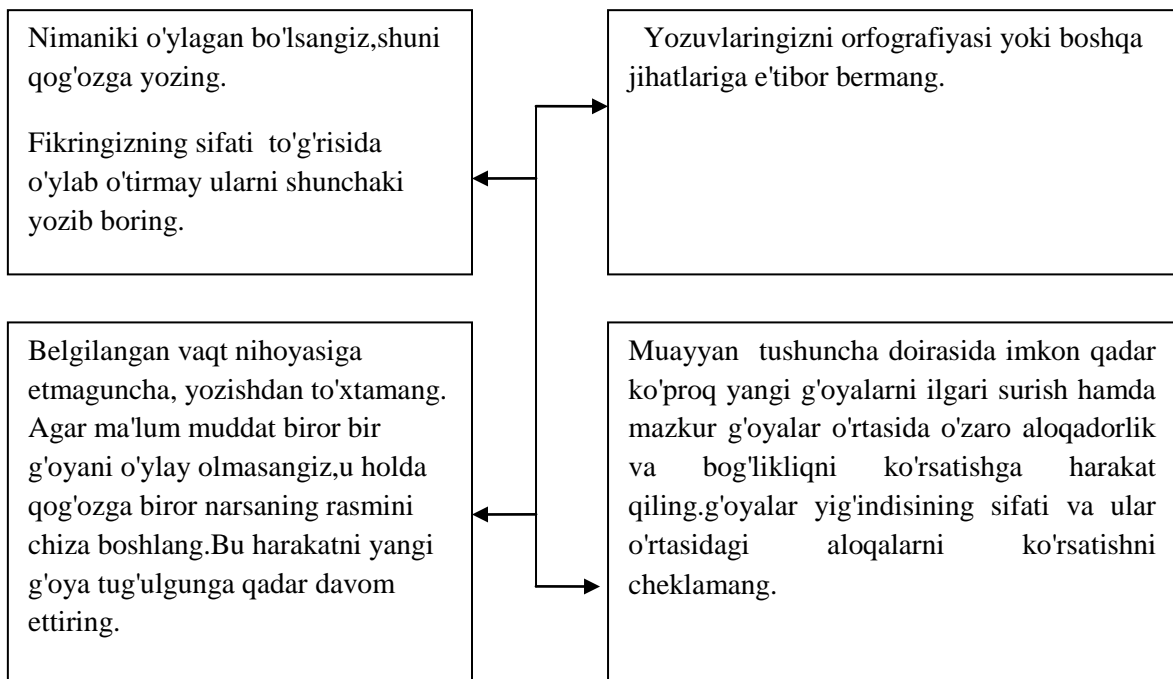 Nimaniki o'ylagan bo'lsangiz,shuni
qog'ozga yozing.
Fikringizning sifati to'g'risida
o'ylab o'tirmay ularni shunchaki
yozib boring.
Yozuvlaringizni orfografiyasi yoki boshqa
jihatlariga e'tibor bermang.
Belgilangan vaqt nihoyasiga
etmaguncha, yozishdan to'xtamang.
Agar ma'lum muddat biror bir
g'oyani o'ylay olmasangiz,u holda
qog'ozga biror narsaning rasmini
chiza boshlang.Bu harakatni yangi
g'oya tug'ulgunga qadar davom
ettiring.
Muayyan tushuncha doirasida imkon qadar
ko'proq yangi g'oyalarni ilgari surish hamda
mazkur g'oyalar o'rtasida o'zaro aloqadorlik
va bog'likliqni ko'rsatishga harakat
qiling.g'oyalar yig'indisining sifati va ular
o'rtasidagi aloqalarni ko'rsatishni
cheklamang.